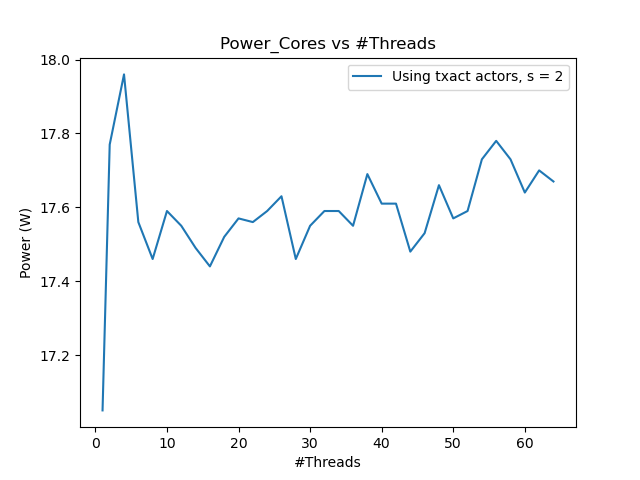 Power_Cores vs #Threads
Using txact actors, s = 2
Power (W)
18.0
17.8
17.6
17.4
17.2
0 10 20 30 40 50 60
#Threads